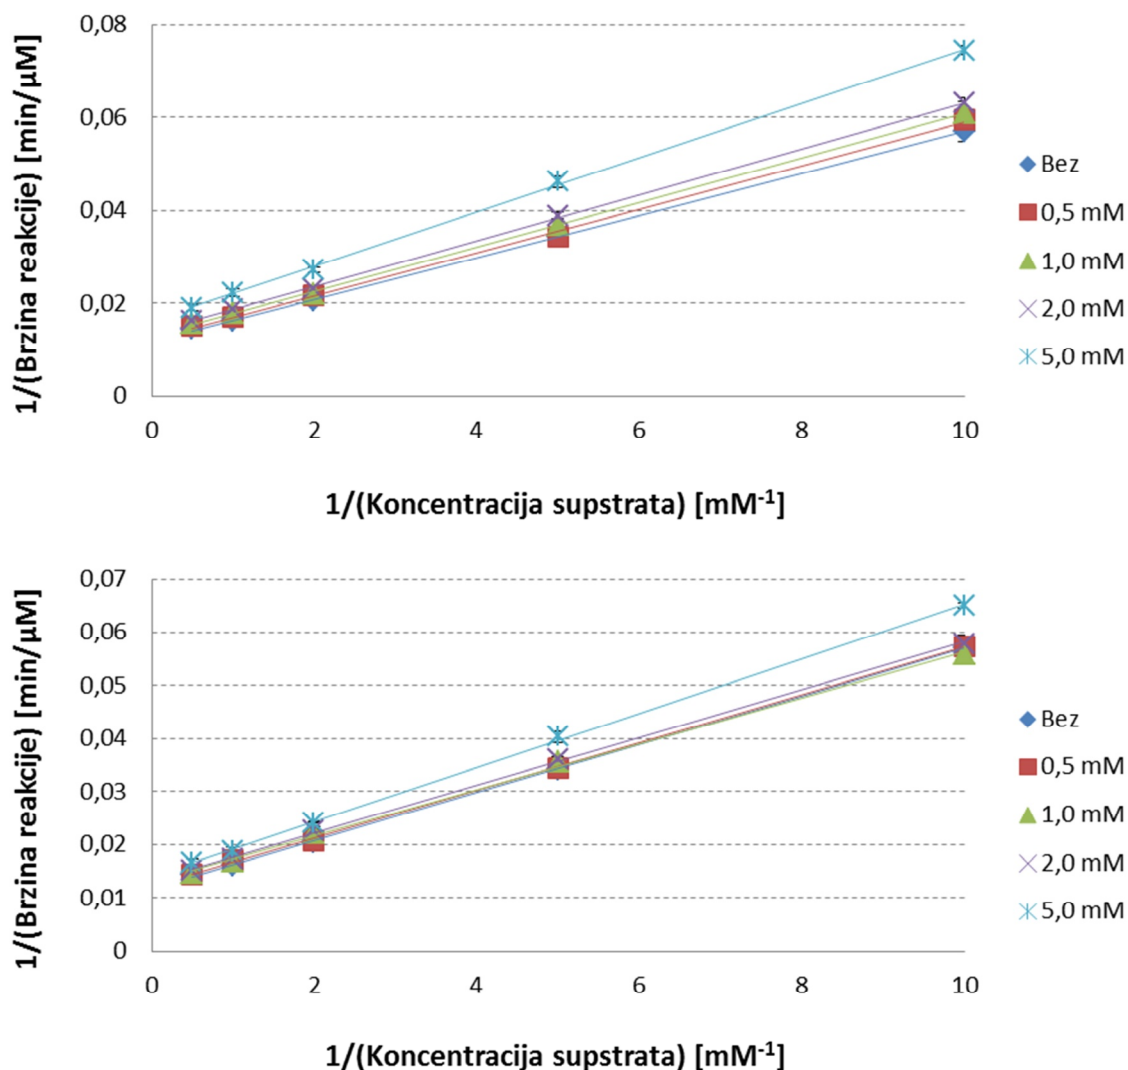 1/(Brzina reakcije) [min/µM]
0,08
0,06
0,04
0,02
0
0 2 4 6 8 10
1/(Koncentracija supstrata) [mM⁻¹]
Bez
0,5 mM
1,0 mM
2,0 mM
5,0 mM
1/(Brzina reakcije) [min/µM]
0,07
0,06
0,05
0,04
0,03
0,02
0,01
0
0 2 4 6 8 10
1/(Koncentracija supstrata) [mM⁻¹]
Bez
0,5 mM
1,0 mM
2,0 mM
5,0 mM